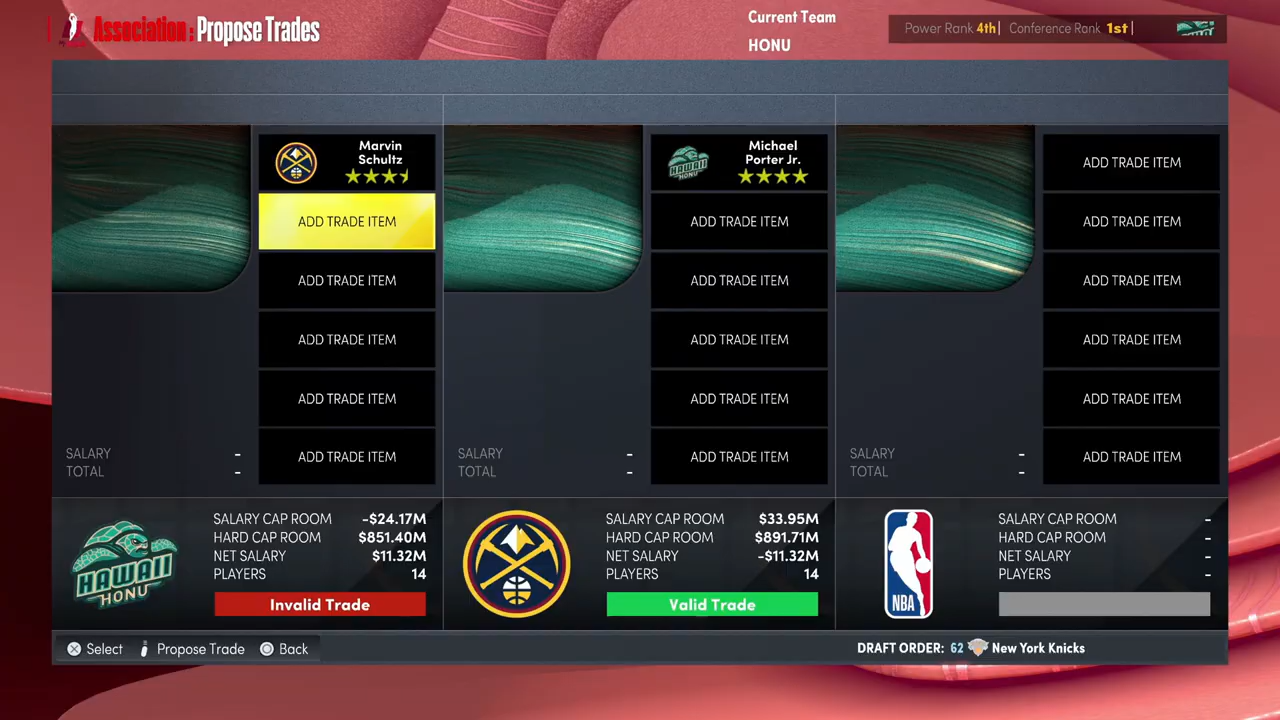 Association : Propose Trades
Current Team
HONU
Power Rank 4th| Conference Rank 1st|
Marvin
Schultz
ADD TRADE ITEM
ADD TRADE ITEM
ADD TRADE ITEM
ADD TRADE ITEM
ADD TRADE ITEM
SALARY -
TOTAL -
HAWAII
HONU
SALARY CAP ROOM -$24.17M
HARD CAP ROOM $851.40M
NET SALARY $11.32M
PLAYERS 14
Invalid Trade
HAWAII
HONU
Michael
Porter Jr.
ADD TRADE ITEM
ADD TRADE ITEM
ADD TRADE ITEM
ADD TRADE ITEM
ADD TRADE ITEM
SALARY -
TOTAL -
SALARY CAP ROOM $33.95M
HARD CAP ROOM $891.71M
NET SALARY -$11.32M
PLAYERS 14
Valid Trade
ADD TRADE ITEM
ADD TRADE ITEM
ADD TRADE ITEM
ADD TRADE ITEM
ADD TRADE ITEM
ADD TRADE ITEM
SALARY -
TOTAL -
NBA
SALARY CAP ROOM -
HARD CAP ROOM -
NET SALARY -
PLAYERS -
Select Propose Trade Back
DRAFT ORDER: 62 New York Knicks